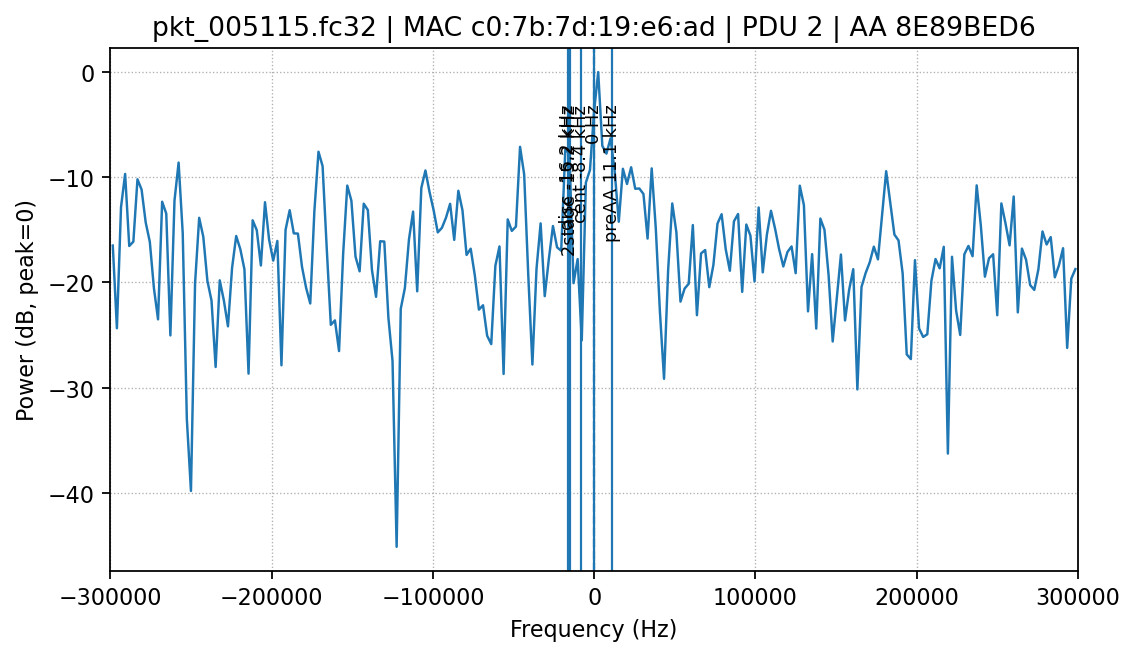 pkt_005115.fc32 | MAC c0:7b:7d:19:e6:ad | PDU 2 | AA 8E89BED6
Power (dB, peak=0)
0
−10
−20
−30
−40
cent -8.4 kHz
0 Hz
preAA 11.1 kHz
−300000
−200000
−100000
0
100000
200000
300000
Frequency (Hz)